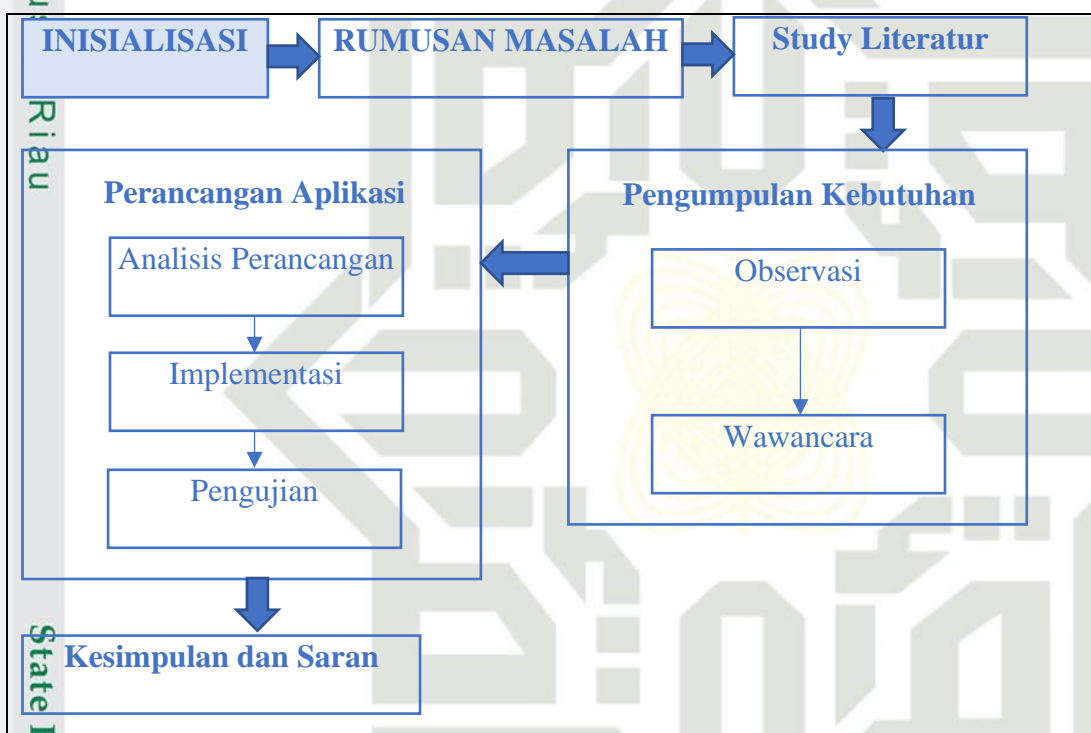 INISIALISASI
RUMUSAN MASALAH
Study Literatur
Perancangan Aplikasi
Analisis Perancangan
Implementasi
Pengujian
Pengumpulan Kebutuhan
Observasi
Wawancara
Kesimpulan dan Saran
Riau
State